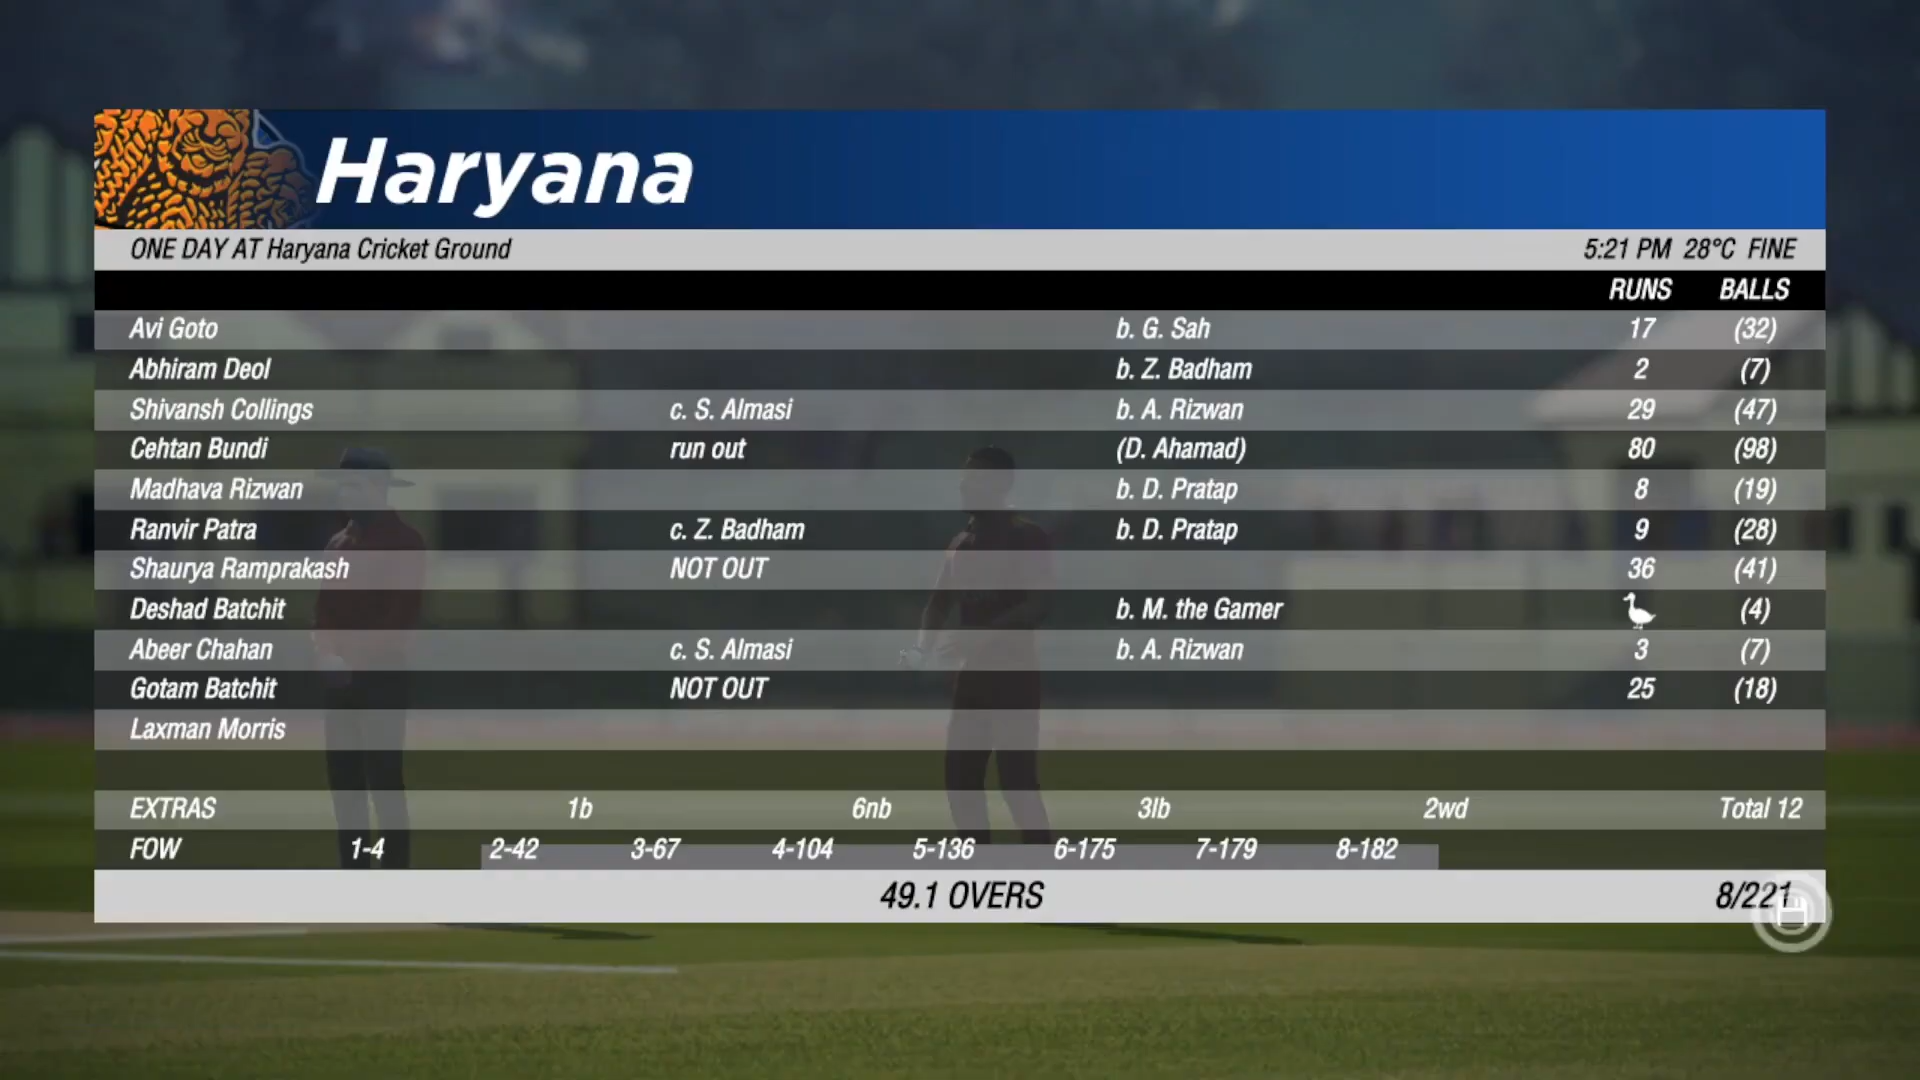 Haryana
ONE DAY AT Haryana Cricket Ground 5:21 PM 28°C FINE
RUNS BALLS
Avi Goto b. G. Sah 17 (32)
Abhiram Deol b. Z. Badham 2 (7)
Shivansh Collings c. S. Almasi b. A. Rizwan 29 (47)
Cehtan Bundi run out (D. Ahamad) 80 (98)
Madhava Rizwan b. D. Pratap 8 (19)
Ranvir Patra c. Z. Badham b. D. Pratap 9 (28)
Shaurya Ramprakash NOT OUT 36 (41)
Deshad Batchit b. M. the Gamer (4)
Abeer Chahan c. S. Almasi b. A. Rizwan 3 (7)
Gotam Batchit NOT OUT 25 (18)
Laxman Morris
EXTRAS 1b 6nb 3lb 2wd Total 12
FOW 1-4 2-42 3-67 4-104 5-136 6-175 7-179 8-182
49.1 OVERS 8/221